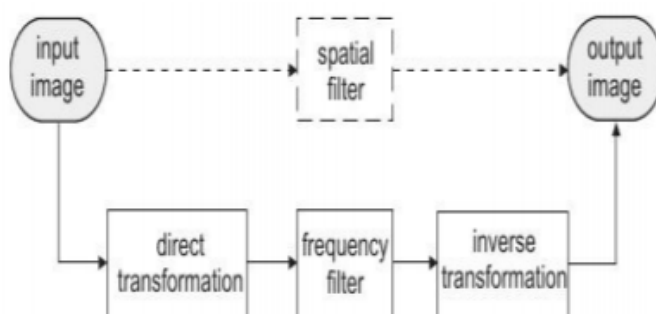 input
image
spatial
filter
output
image
direct
transformation
frequency
filter
inverse
transformation